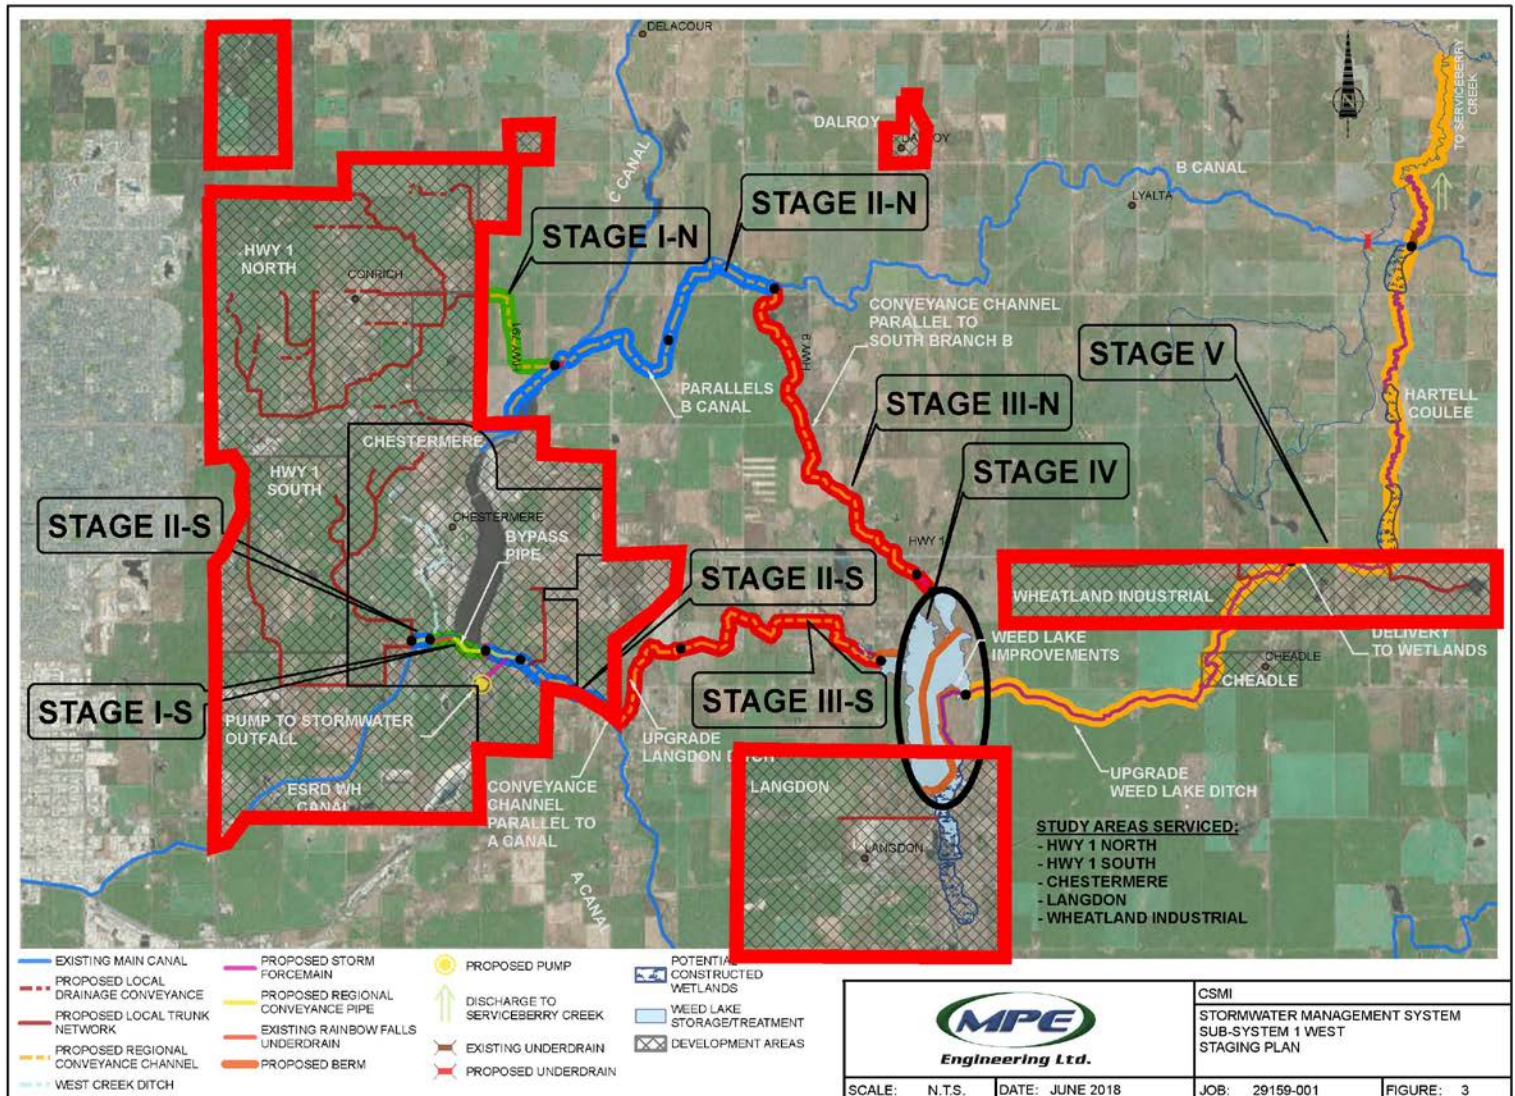 DELACOUR
TO SERVICEBERRY
CREEK
DALROY
C CANAL
B CANAL
LYALTA
STAGE II-N
STAGE I-N
HWY 1
NORTH
CONRICH
HWY 791
CONVEYANCE CHANNEL
PARALLEL TO
SOUTH BRANCH B
HWY 9
STAGE V
PARALLELS
B CANAL
STAGE III-N
HARTELL
COULEE
CHESTERMERE
HWY 1
SOUTH
STAGE IV
STAGE II-S
CHESTERMERE
BYPASS
PIPE
HWY 1
STAGE II-S
WHEATLAND INDUSTRIAL
WEED LAKE
IMPROVEMENTS
DELIVERY
TO WETLANDS
CHEADLE
CHEADLE
STAGE I-S
STAGE III-S
PUMP TO STORMWATER
OUTFALL
UPGRADE
LANGDON DITCH
ESRD WH
CANAL
CONVEYANCE
CHANNEL
PARALLEL TO
A CANAL
LANGDON
UPGRADE
WEED LAKE DITCH
LANGDON
A CANAL
STUDY AREAS SERVICED:
- HWY 1 NORTH
- HWY 1 SOUTH
- CHESTERMERE
- LANGDON
- WHEATLAND INDUSTRIAL
EXISTING MAIN CANAL
PROPOSED LOCAL
DRAINAGE CONVEYANCE
PROPOSED LOCAL TRUNK
NETWORK
PROPOSED REGIONAL
CONVEYANCE CHANNEL
WEST CREEK DITCH
PROPOSED STORM
FORCEMAIN
PROPOSED REGIONAL
CONVEYANCE PIPE
EXISTING RAINBOW FALLS
UNDERDRAIN
PROPOSED BERM
PROPOSED PUMP
DISCHARGE TO
SERVICEBERRY CREEK
EXISTING UNDERDRAIN
PROPOSED UNDERDRAIN
POTENTIAL
CONSTRUCTED
WETLANDS
WEED LAKE
STORAGE/TREATMENT
DEVELOPMENT AREAS
MPE
Engineering Ltd.
CSMI
STORMWATER MANAGEMENT SYSTEM
SUB-SYSTEM 1 WEST
STAGING PLAN
SCALE: N.T.S. DATE: JUNE 2018 JOB: 29159-001 FIGURE: 3